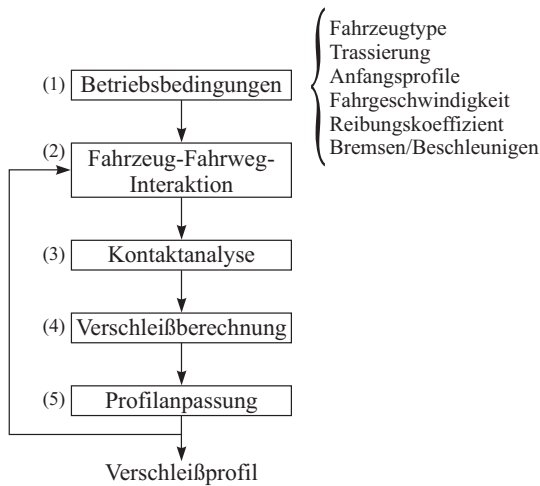 (1) Betriebsbedingungen
Fahrzeugtype
Trassierung
Anfangsprofile
Fahrgeschwindigkeit
Reibungskoeffizient
Bremsen/Beschleunigen
(2) Fahrzeug-Fahrweg-
Interaktion
(3) Kontaktanalyse
(4) Verschleißberechnung
(5) Profilanpassung
Verschleißprofil